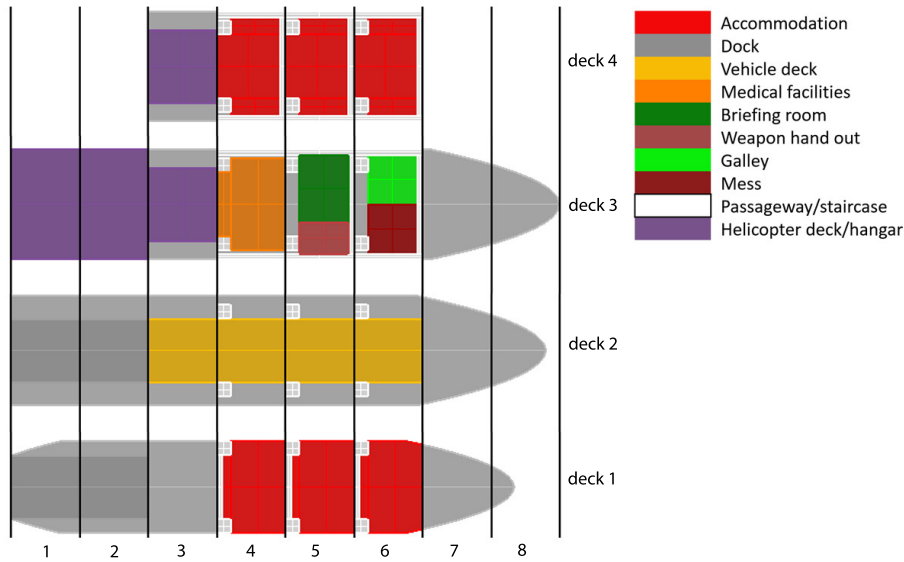 deck 4
deck 3
deck 2
deck 1
1 2 3 4 5 6 7 8
Accommodation
Dock
Vehicle deck
Medical facilities
Briefing room
Weapon hand out
Galley
Mess
Passageway/staircase
Helicopter deck/hangar